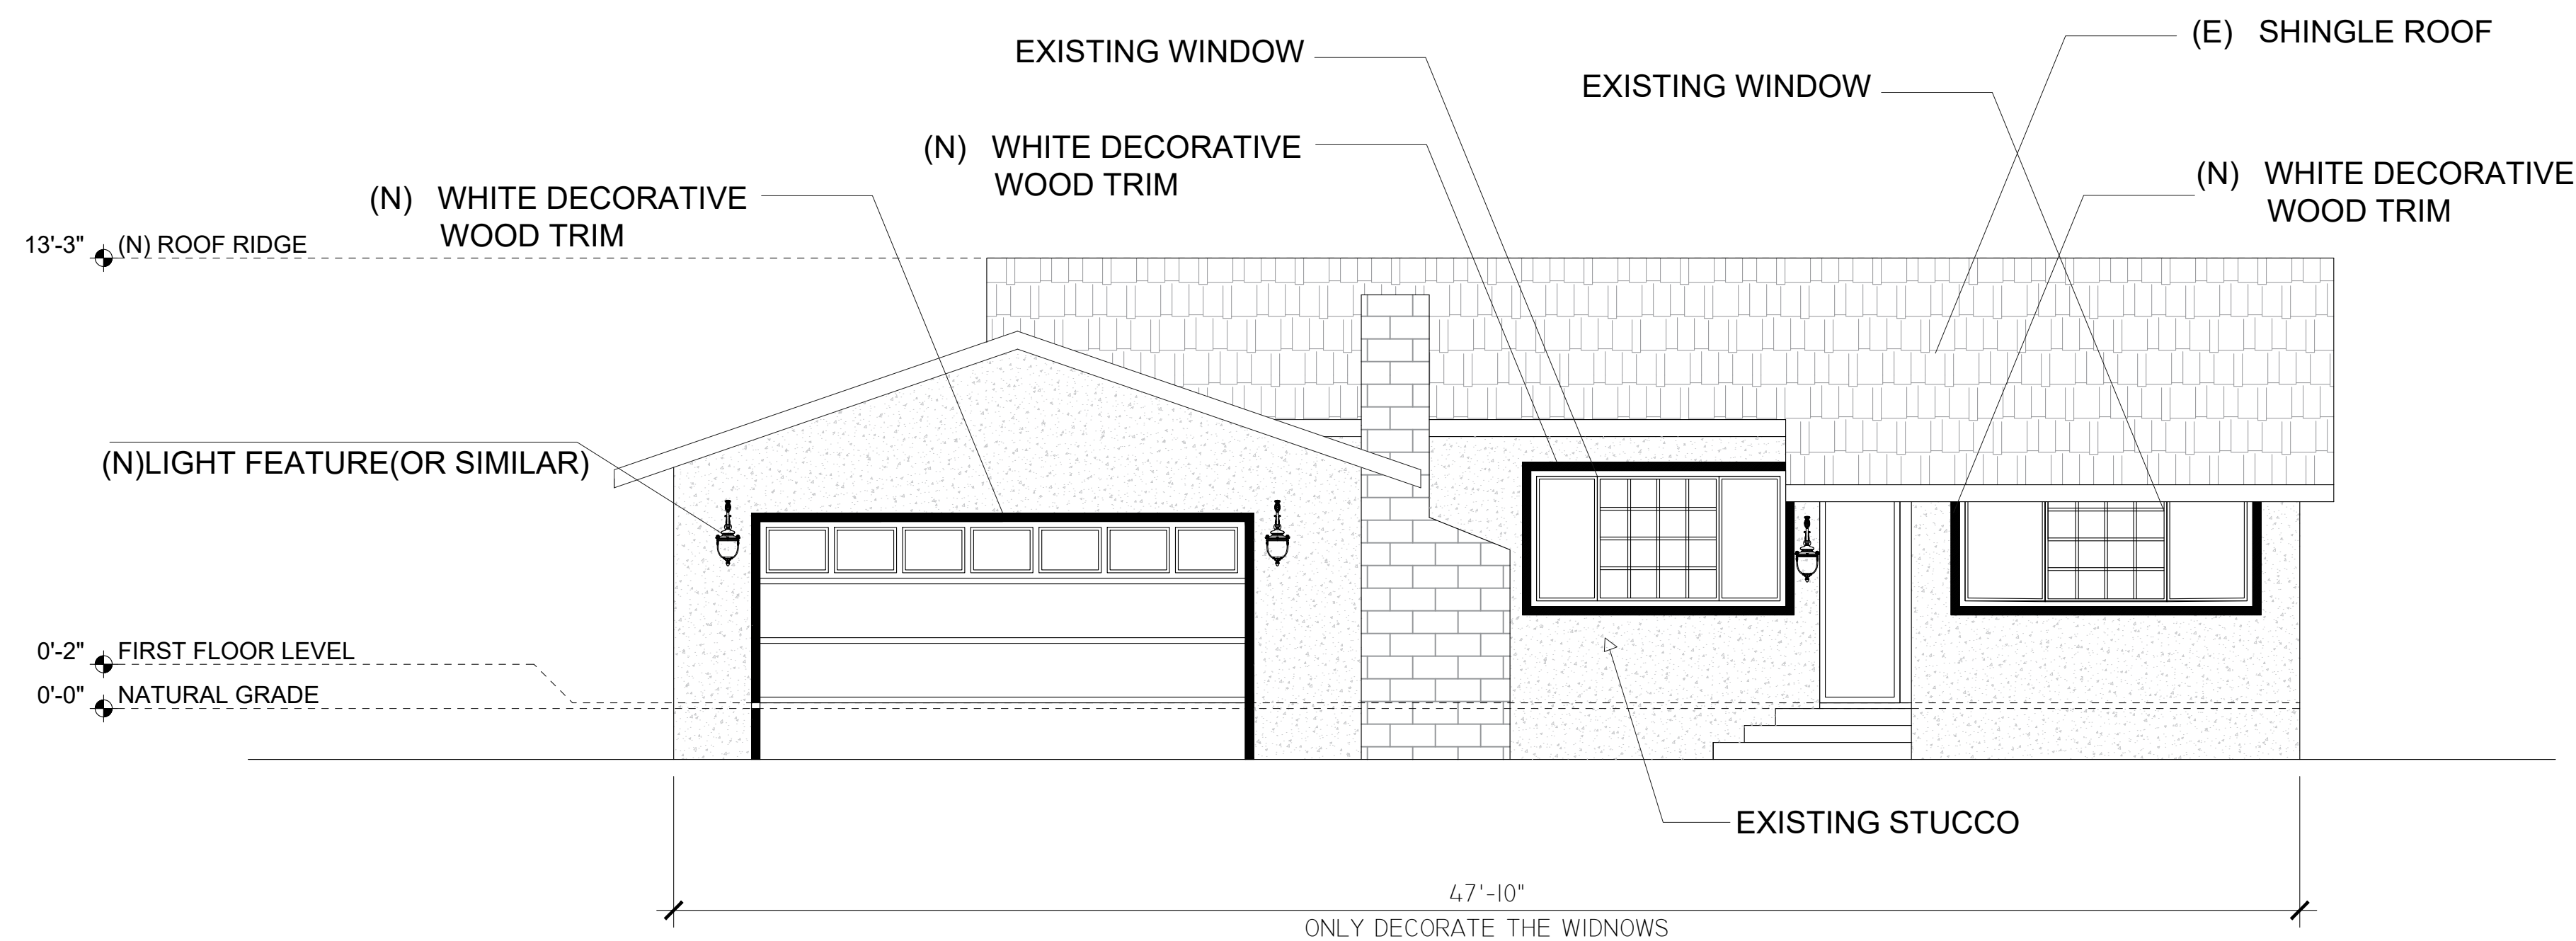 (E) SHINGLE ROOF
EXISTING WINDOW
EXISTING WINDOW
(N) WHITE DECORATIVE
WOOD TRIM
(N) WHITE DECORATIVE
WOOD TRIM
(N) WHITE DECORATIVE
WOOD TRIM
13'-3" (N) ROOF RIDGE
(N)LIGHT FEATURE(OR SIMILAR)
0'-2" FIRST FLOOR LEVEL
0'-0" NATURAL GRADE
EXISTING STUCCO
47'-10"
ONLY DECORATE THE WIDNOWS